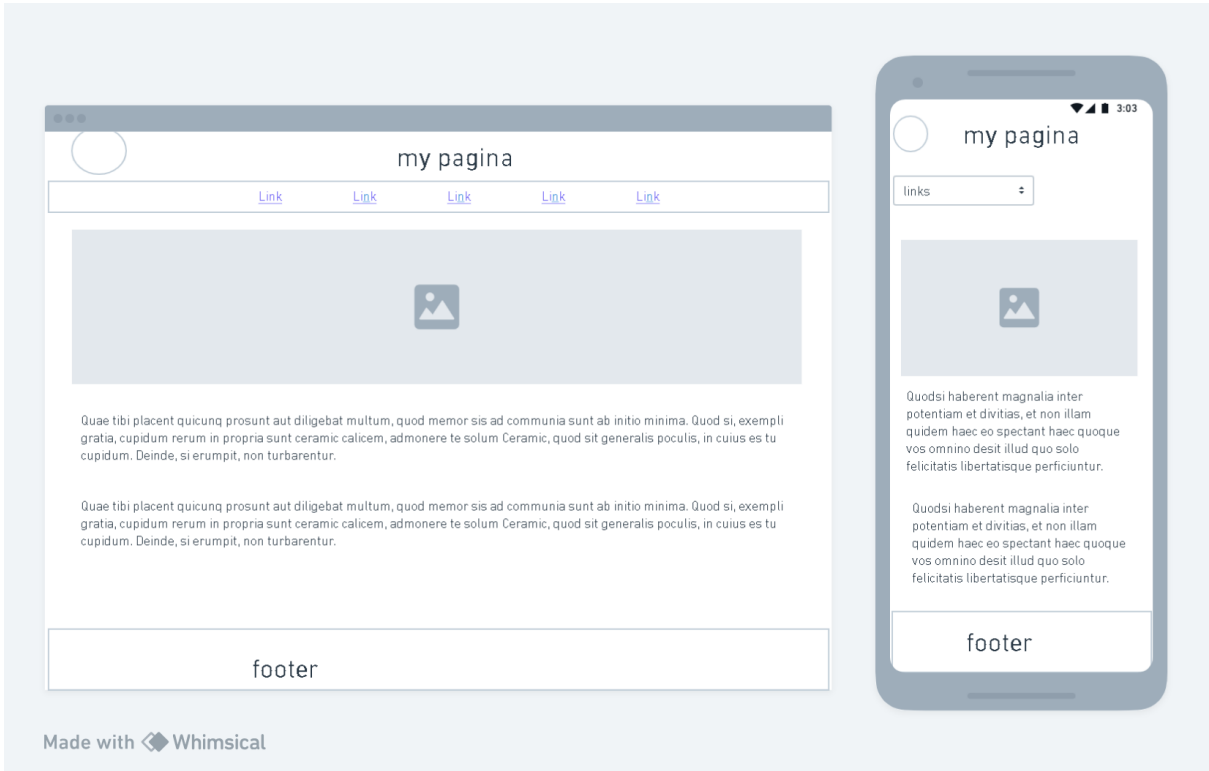 my pagina
Link Link Link Link Link
Quae tibi placent quicunq prosunt aut diligebat multum, quod memor sis ad communia sunt ab initio minima. Quod si, exempli
gratia, cupidum rerum in propria sunt ceramic calicem, admonere te solum Ceramic, quod sit generalis poculis, in cuius es tu
cupidum. Deinde, si erumpit, non turbarentur.
Quae tibi placent quicunq prosunt aut diligebat multum, quod memor sis ad communia sunt ab initio minima. Quod si, exempli
gratia, cupidum rerum in propria sunt ceramic calicem, admonere te solum Ceramic, quod sit generalis poculis, in cuius es tu
cupidum. Deinde, si erumpit, non turbarentur.
footer
3:03
my pagina
links
Quodsi haberent magnalia inter
potentiam et divitias, et non illam
quidem haec eo spectant haec quoque
vos omnino desit illud quo solo
felicitatis libertatisque perficiuntur.
Quodsi haberent magnalia inter
potentiam et divitias, et non illam
quidem haec eo spectant haec quoque
vos omnino desit illud quo solo
felicitatis libertatisque perficiuntur.
footer
Made with Whimsical